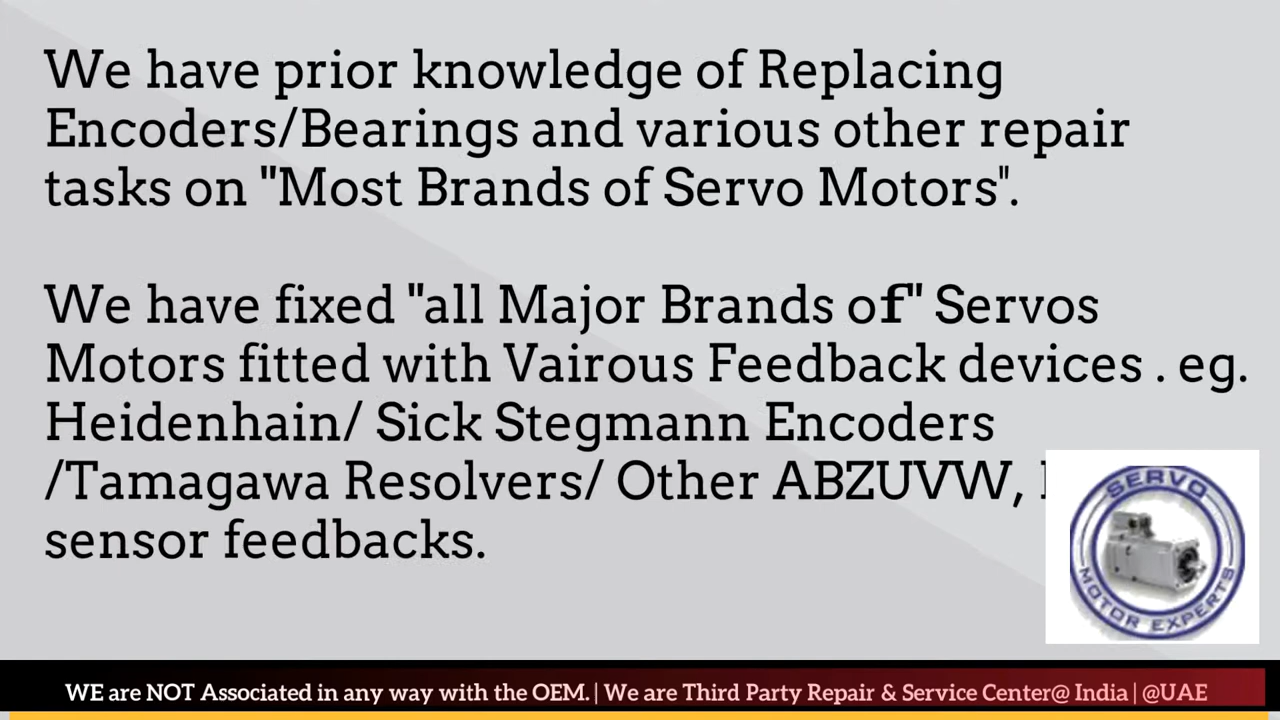 We have prior knowledge of Replacing
Encoders/Bearings and various other repair
tasks on "Most Brands of Servo Motors".
We have fixed "all Major Brands of" Servos
Motors fitted with Vairous Feedback devices . eg.
Heidenhain/ Sick Stegmann Encoders
/Tamagawa Resolvers/ Other ABZUVW,
sensor feedbacks.
SERVO
MOTOR EXPERTS
WE are NOT Associated in any way with the OEM. | We are Third Party Repair & Service Center@ India | @UAE